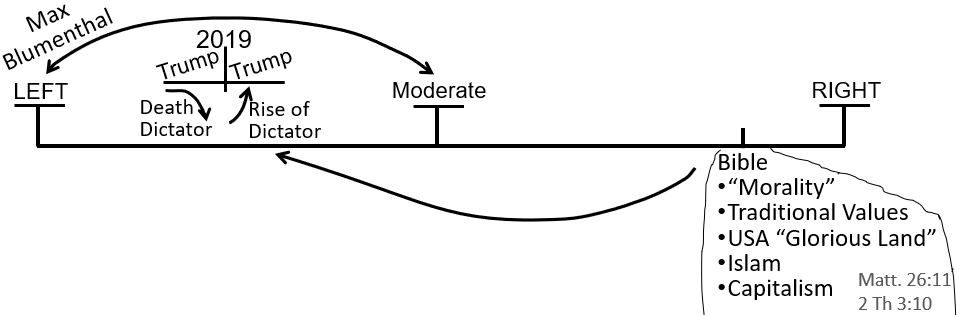 Max
Blumenthal
2019
Trump Trump
LEFT
Moderate
RIGHT
Death
Dictator
Rise of
Dictator
Bible
•“Morality”
•Traditional Values
•USA “Glorious Land”
•Islam
•Capitalism
Matt. 26:11
2 Th 3:10